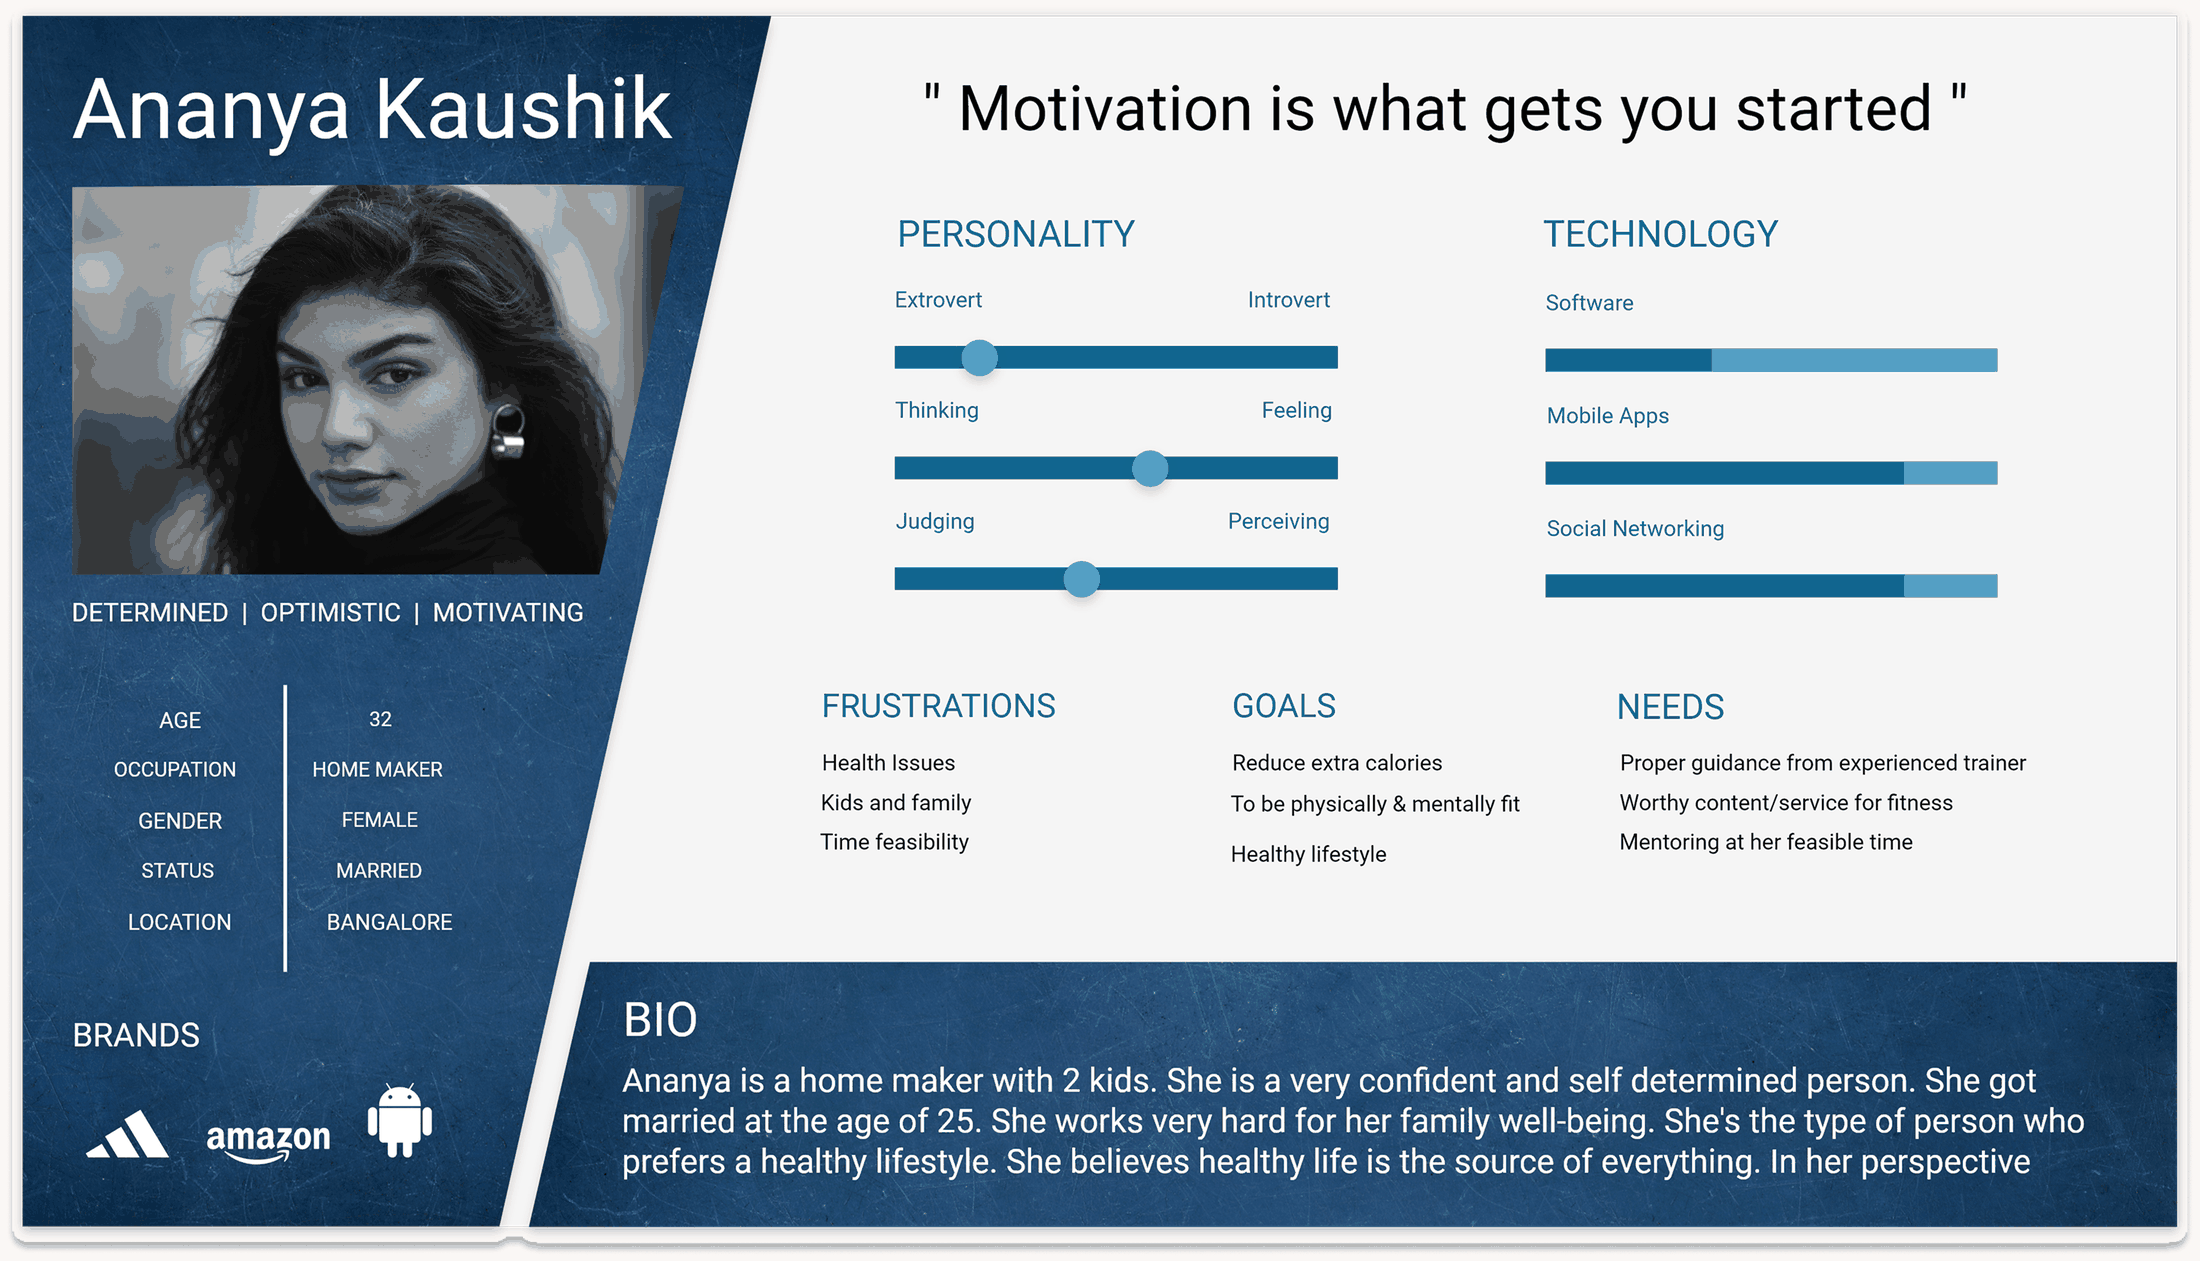 Ananya Kaushik
DETERMINED | OPTIMISTIC | MOTIVATING
AGE 32
OCCUPATION HOME MAKER
GENDER FEMALE
STATUS MARRIED
LOCATION BANGALORE
BRANDS
amazon
" Motivation is what gets you started "
PERSONALITY
Extrovert Introvert
Thinking Feeling
Judging Perceiving
TECHNOLOGY
Software
Mobile Apps
Social Networking
FRUSTRATIONS
Health Issues
Kids and family
Time feasibility
GOALS
Reduce extra calories
To be physically & mentally fit
Healthy lifestyle
NEEDS
Proper guidance from experienced trainer
Worthy content/service for fitness
Mentoring at her feasible time
BIO
Ananya is a home maker with 2 kids. She is a very confident and self determined person. She got
married at the age of 25. She works very hard for her family well-being. She's the type of person who
prefers a healthy lifestyle. She believes healthy life is the source of everything. In her perspective